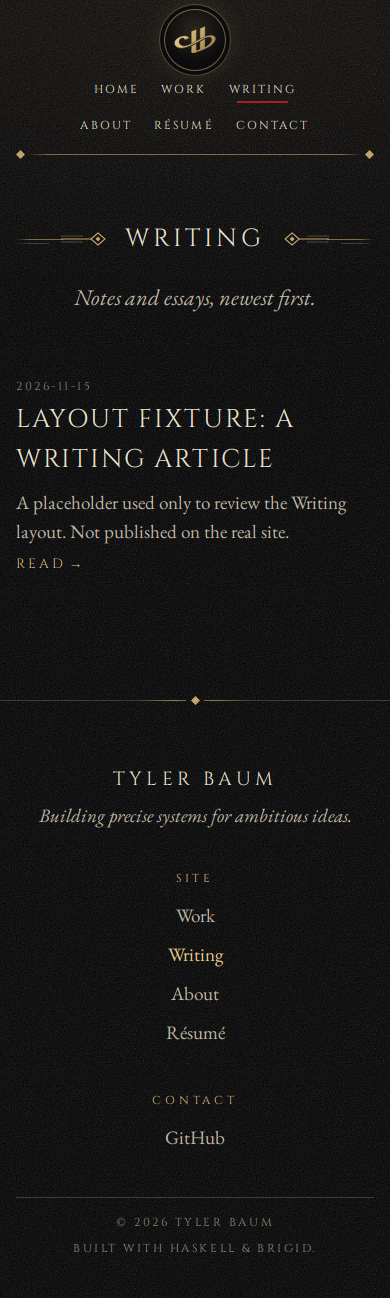 HOME WORK WRITING
ABOUT RÉSUMÉ CONTACT
WRITING
Notes and essays, newest first.
2026-11-15
LAYOUT FIXTURE: A
WRITING ARTICLE
A placeholder used only to review the Writing
layout. Not published on the real site.
READ →
TYLER BAUM
Building precise systems for ambitious ideas.
SITE
Work
Writing
About
Résumé
CONTACT
GitHub
© 2026 TYLER BAUM
BUILT WITH HASKELL & BRIGID.